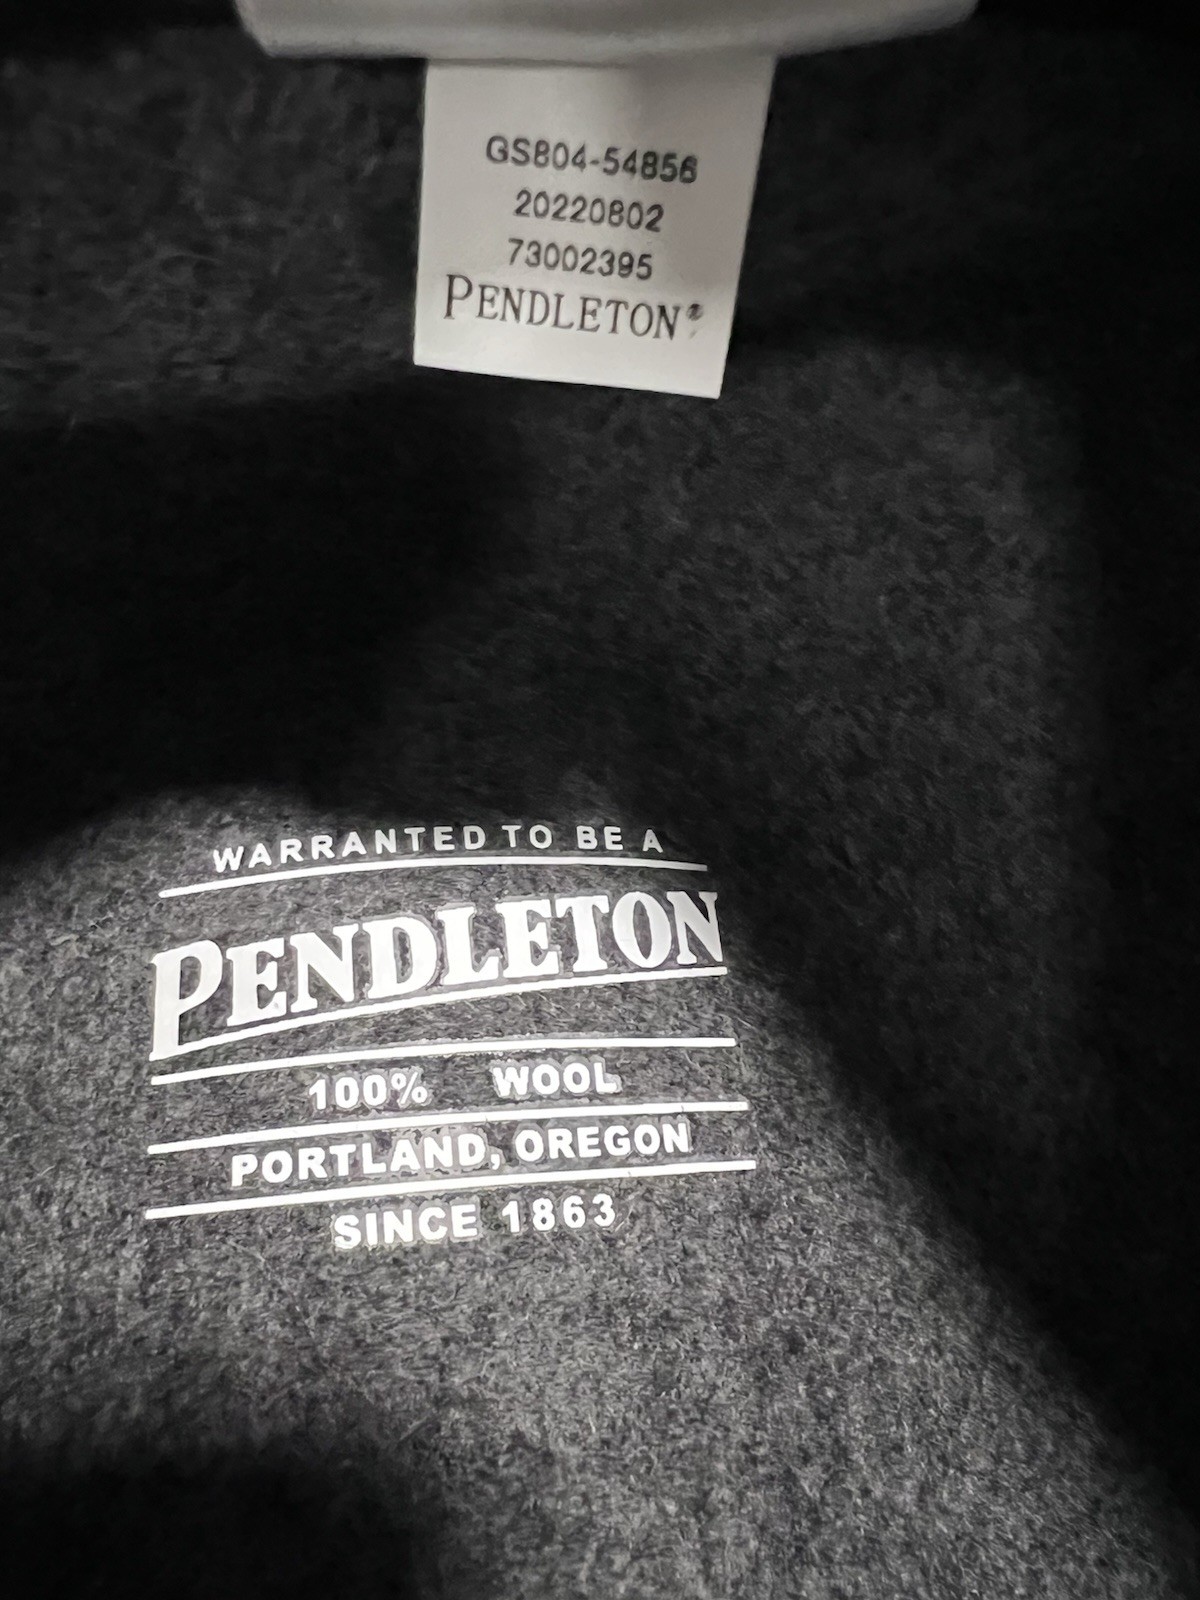 GS804-54856
20220802
73002395
PENDLETON®
WARRANTED TO BE A
PENDLETON
100% WOOL
PORTLAND, OREGON
SINCE 1863